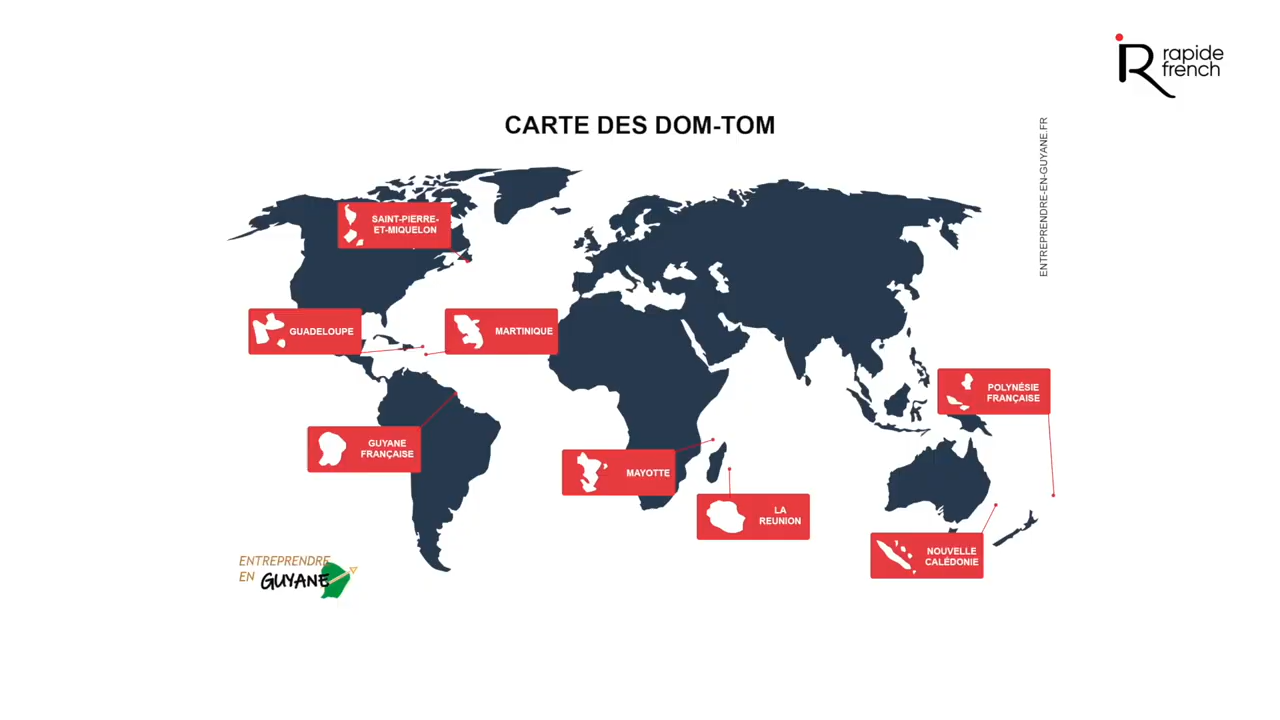 rapide
french
CARTE DES DOM-TOM
ENTREPRENDRE-EN-GUYANE.FR
SAINT-PIERRE-
ET-MIQUELON
GUADELOUPE
MARTINIQUE
POLYNÉSIE
FRANÇAISE
GUYANE
FRANÇAISE
MAYOTTE
LA
REUNION
NOUVELLE
CALÉDONIE
ENTREPRENDRE
EN GUYANE